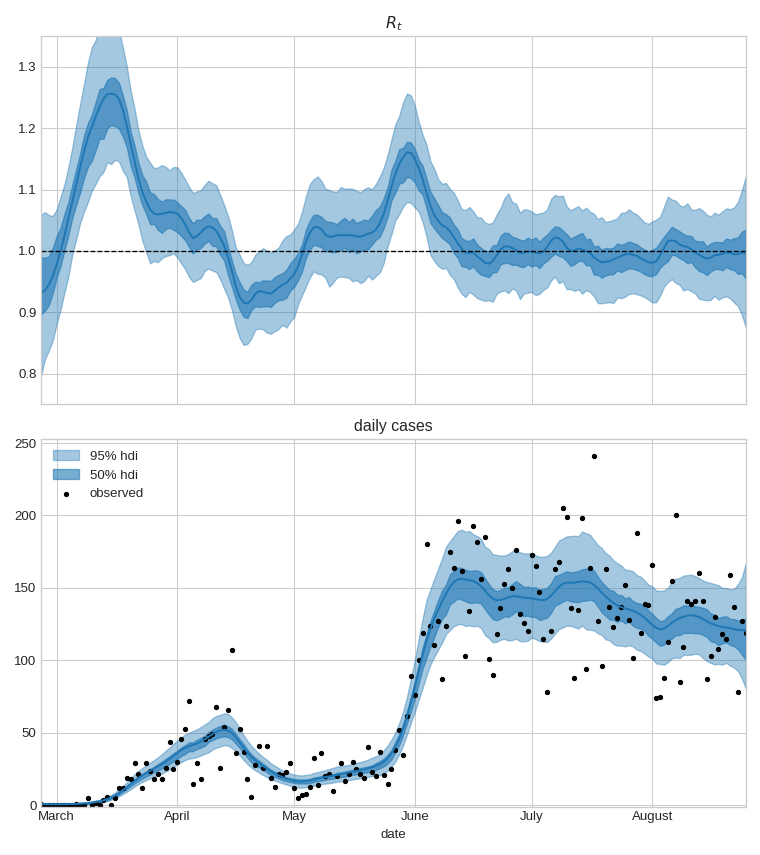 R_t
1.3
1.2
1.1
1.0
0.9
0.8
daily cases
250
200
150
100
50
0
95% hdi
50% hdi
observed
March April May June July August
date